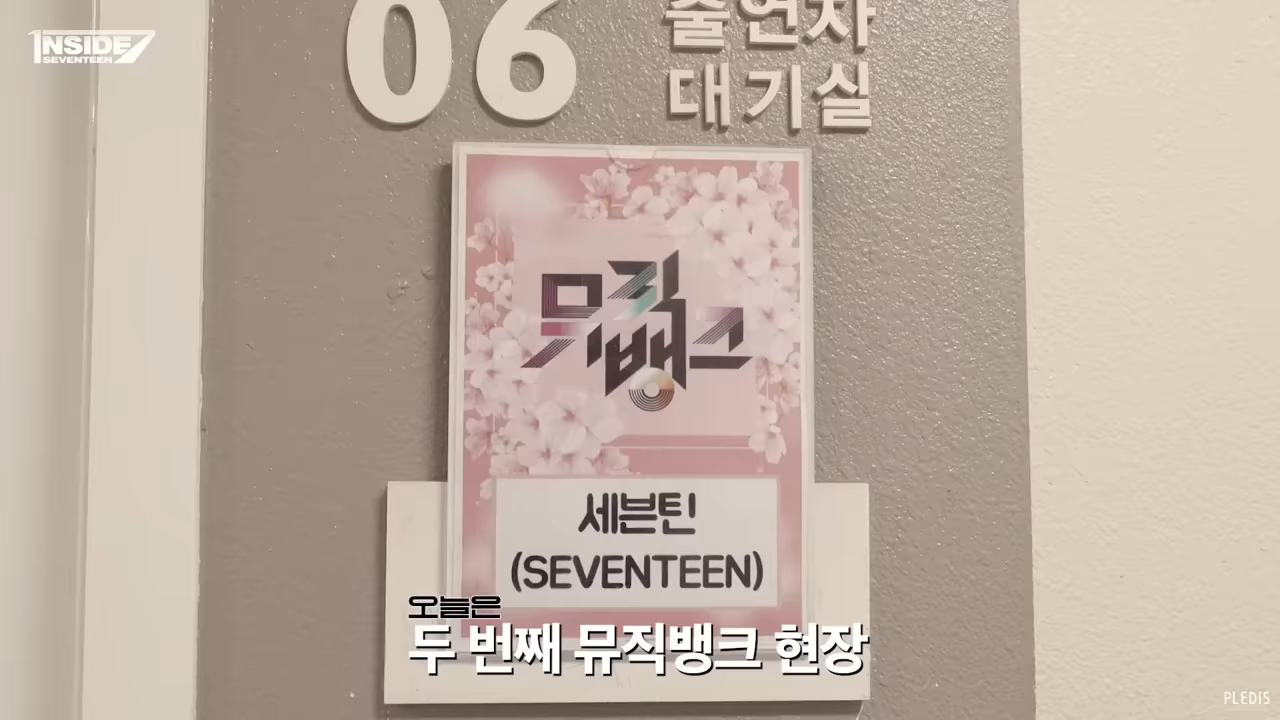 1NSIDE7
SEVENTEEN
06
출연자
대기실
뮤직
뱅크
세븐틴
(SEVENTEEN)
오늘은
두 번째 뮤직뱅크 현장
PLEDIS